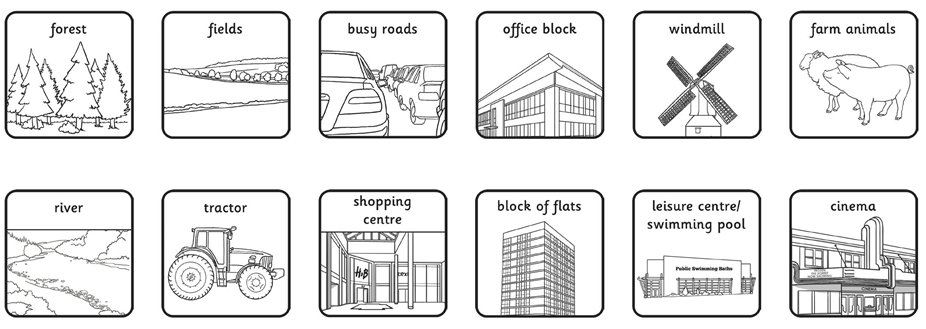 forest
fields
busy roads
office block
windmill
farm animals
river
tractor
shopping
centre
block of flats
leisure centre/
swimming pool
cinema
H&B
Public Swimming Baths
CINEMA